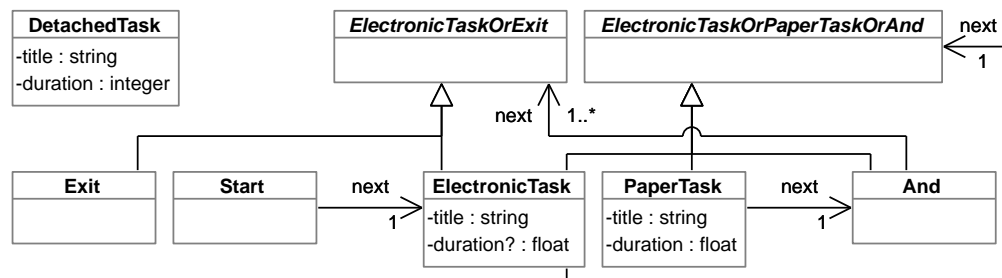 DetachedTask
-title : string
-duration : integer
ElectronicTaskOrExit
ElectronicTaskOrPaperTaskOrAnd
next
1
next
1..*
Exit
Start
next
1
ElectronicTask
-title : string
-duration? : float
PaperTask
-title : string
-duration : float
next
1
And